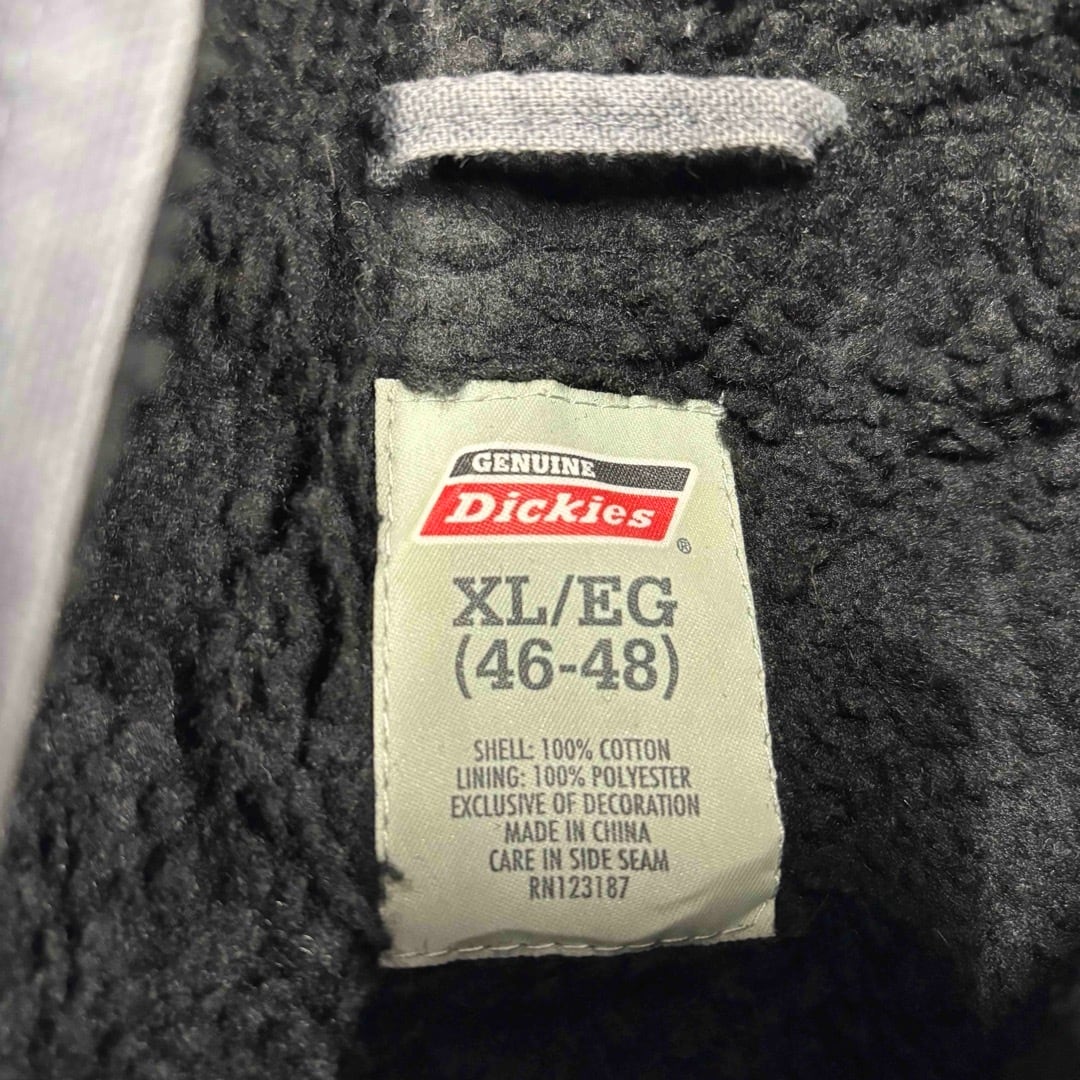 GENUINE
Dickies
®
XL/EG
(46-48)
SHELL: 100% COTTON
LINING: 100% POLYESTER
EXCLUSIVE OF DECORATION
MADE IN CHINA
CARE IN SIDE SEAM
RN123187